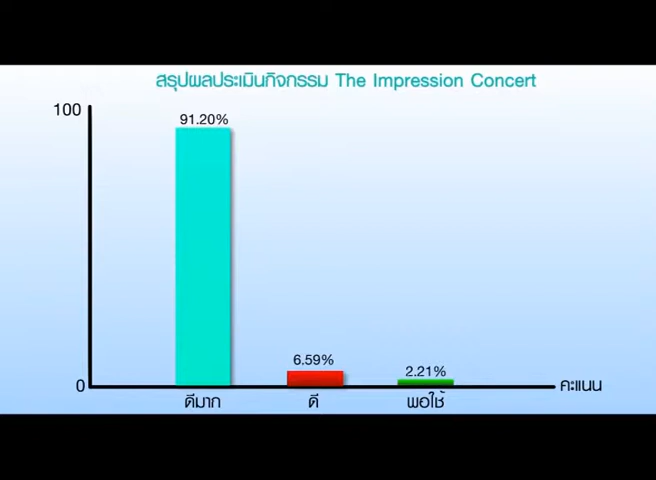 สรุปผลประเมินกิจกรรม The Impression Concert
100
91.20%
6.59%
2.21%
0
คะแนน
ดีมาก
ดี
พอใช้